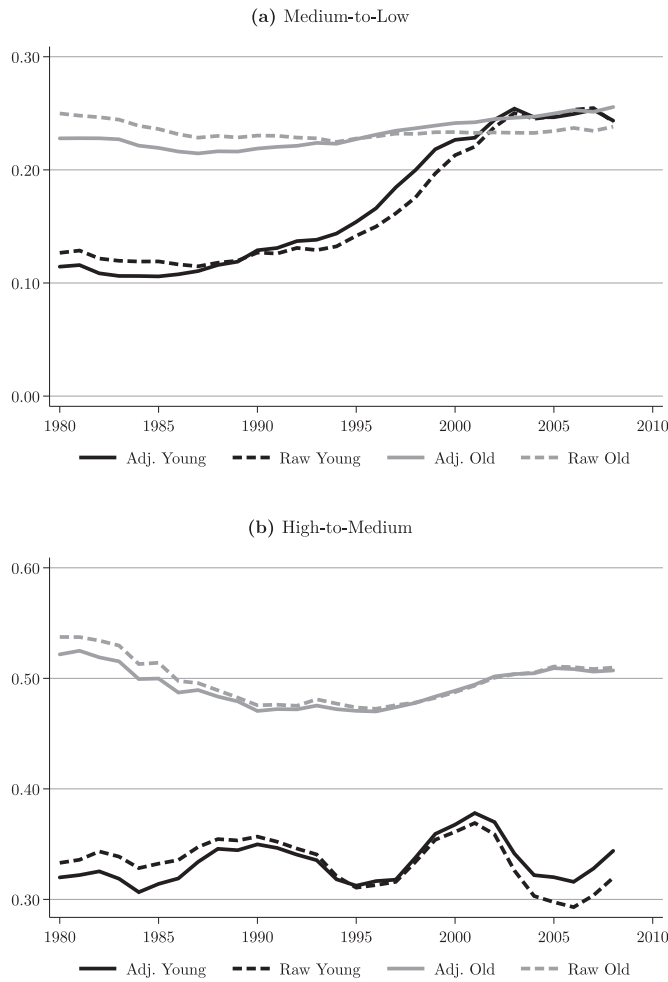 (a) Medium-to-Low
0.30
0.20
0.10
0.00
1980 1985 1990 1995 2000 2005 2010
Adj. Young Raw Young Adj. Old Raw Old
(b) High-to-Medium
0.60
0.50
0.40
0.30
1980 1985 1990 1995 2000 2005 2010
Adj. Young Raw Young Adj. Old Raw Old